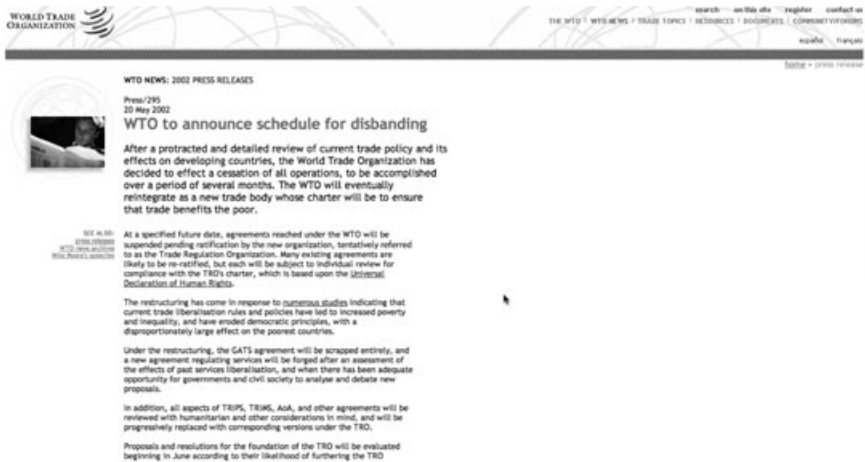 WORLD TRADE
ORGANIZATION
search on this site register contact us
THE WTO WTO NEWS TRADE TOPICS RESOURCES DOCUMENTS COMMUNITY/FORUMS
español français
home > press release
WTO NEWS: 2002 PRESS RELEASES
Press/295
20 May 2002
WTO to announce schedule for disbanding
After a protracted and detailed review of current trade policy and its
effects on developing countries, the World Trade Organization has
decided to effect a cessation of all operations, to be accomplished
over a period of several months. The WTO will eventually
reintegrate as a new trade body whose charter will be to ensure
that trade benefits the poor.
SEE ALSO:
press releases
WTO news archives
Mike Moore's speeches
At a specified future date, agreements reached under the WTO will be
suspended pending ratification by the new organization, tentatively referred
to as the Trade Regulation Organization. Many existing agreements are
likely to be re-ratified, but each will be subject to individual review for
compliance with the TRO's charter, which is based upon the Universal
Declaration of Human Rights.
The restructuring has come in response to numerous studies indicating that
current trade liberalisation rules and policies have led to increased poverty
and inequality, and have eroded democratic principles, with a
disproportionately large effect on the poorest countries.
Under the restructuring, the GATS agreement will be scrapped entirely, and
a new agreement regulating services will be forged after an assessment of
the effects of past services liberalisation, and when there has been adequate
opportunity for governments and civil society to analyse and debate new
proposals.
In addition, all aspects of TRIPS, TRIMS, AoA, and other agreements will be
reviewed with humanitarian and other considerations in mind, and will be
progressively replaced with corresponding versions under the TRO.
Proposals and resolutions for the foundation of the TRO will be evaluated
beginning in June according to their likelihood of furthering the TRO